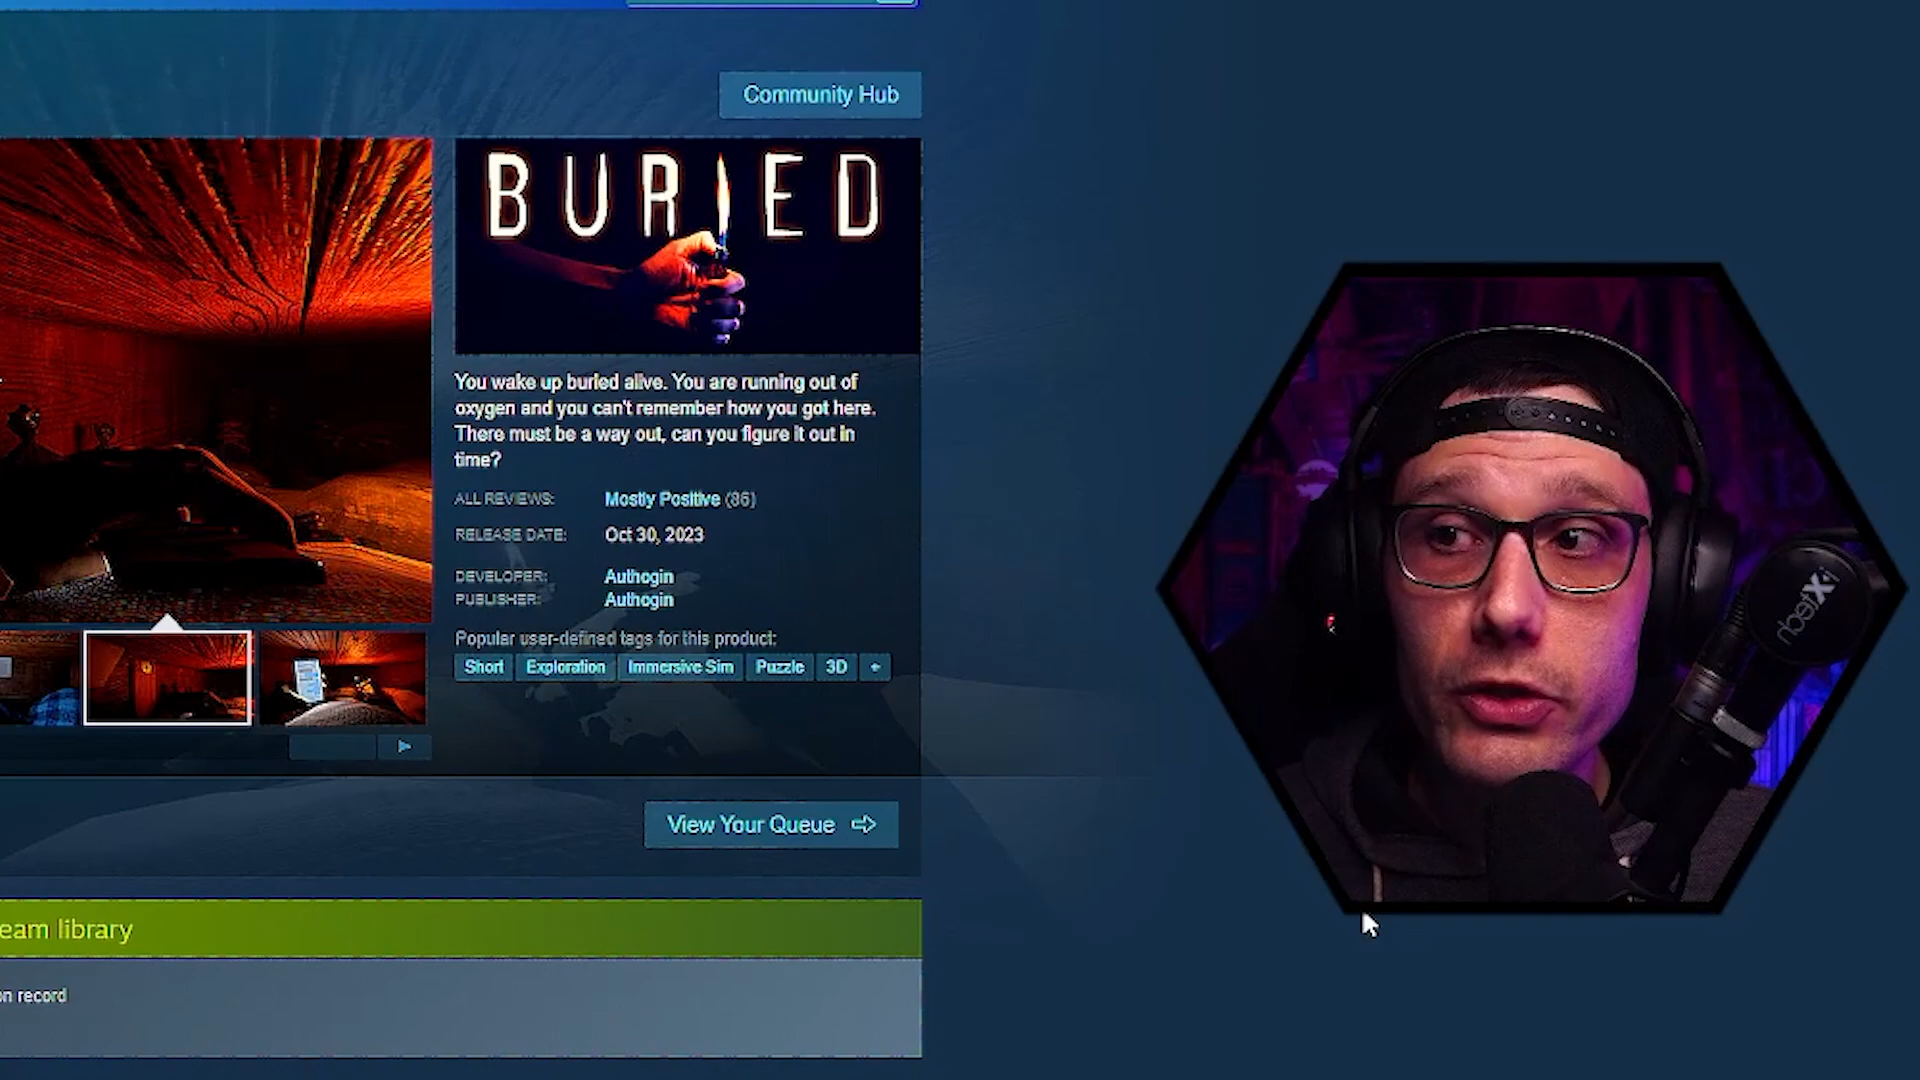 Community Hub
BURIED
You wake up buried alive. You are running out of
oxygen and you can't remember how you got here.
There must be a way out, can you figure it out in
time?
ALL REVIEWS: Mostly Positive (86)
RELEASE DATE: Oct 30, 2023
DEVELOPER: Authogin
PUBLISHER: Authogin
Popular user-defined tags for this product:
Short Exploration Immersive Sim Puzzle 3D +
View Your Queue
eam library
on record
iXtech